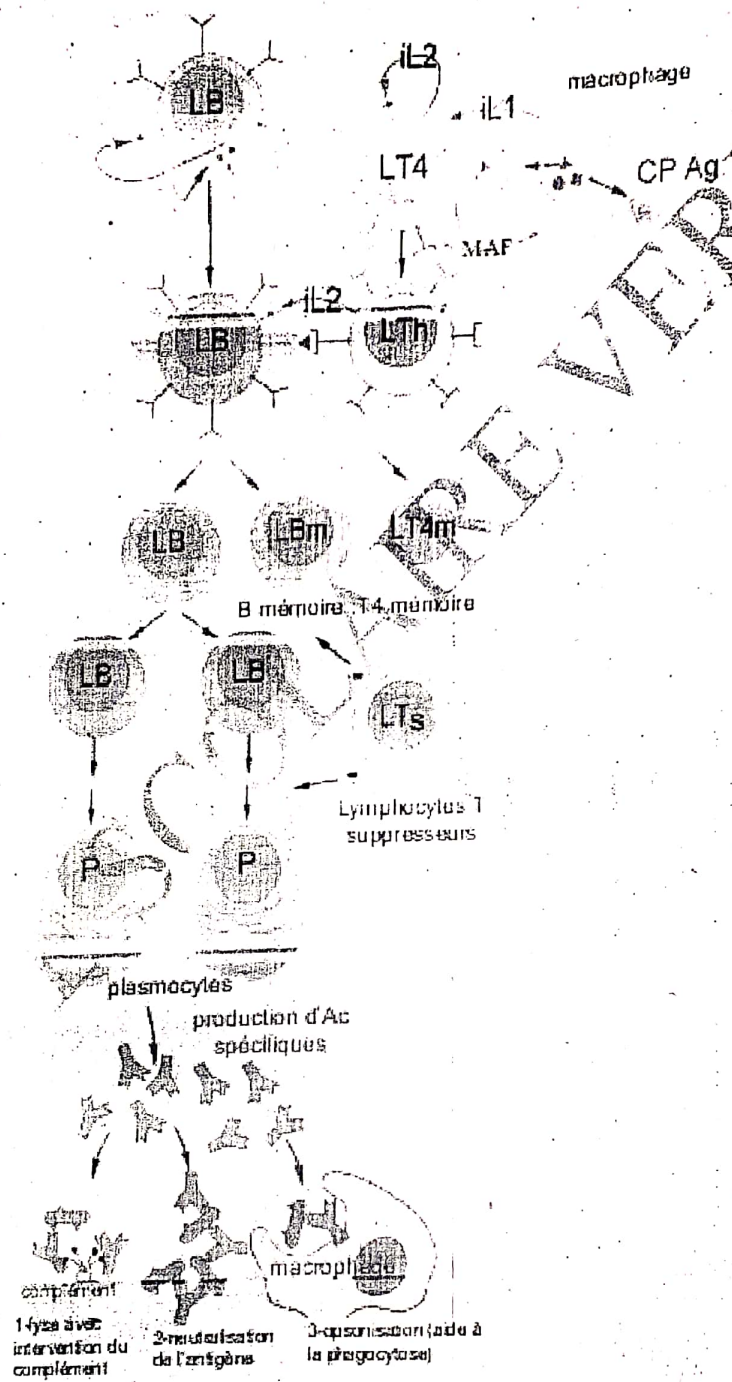 LB
iL2
macrophage
iL1
LT4
CP Ag
MAF
iL2
LB
LTh
LB
LBm
LT4m
B mémoire
T4 mémoire
LB
LB
LTs
Lymphocytes T
suppresseurs
P
P
plasmocytes
production d'Ac
spécifiques
complément
macrophage
1-lyse avec
intervention du
complément
2-neutralisation
de l'antigène
3-opsonisation (aide à
la phagocytose)